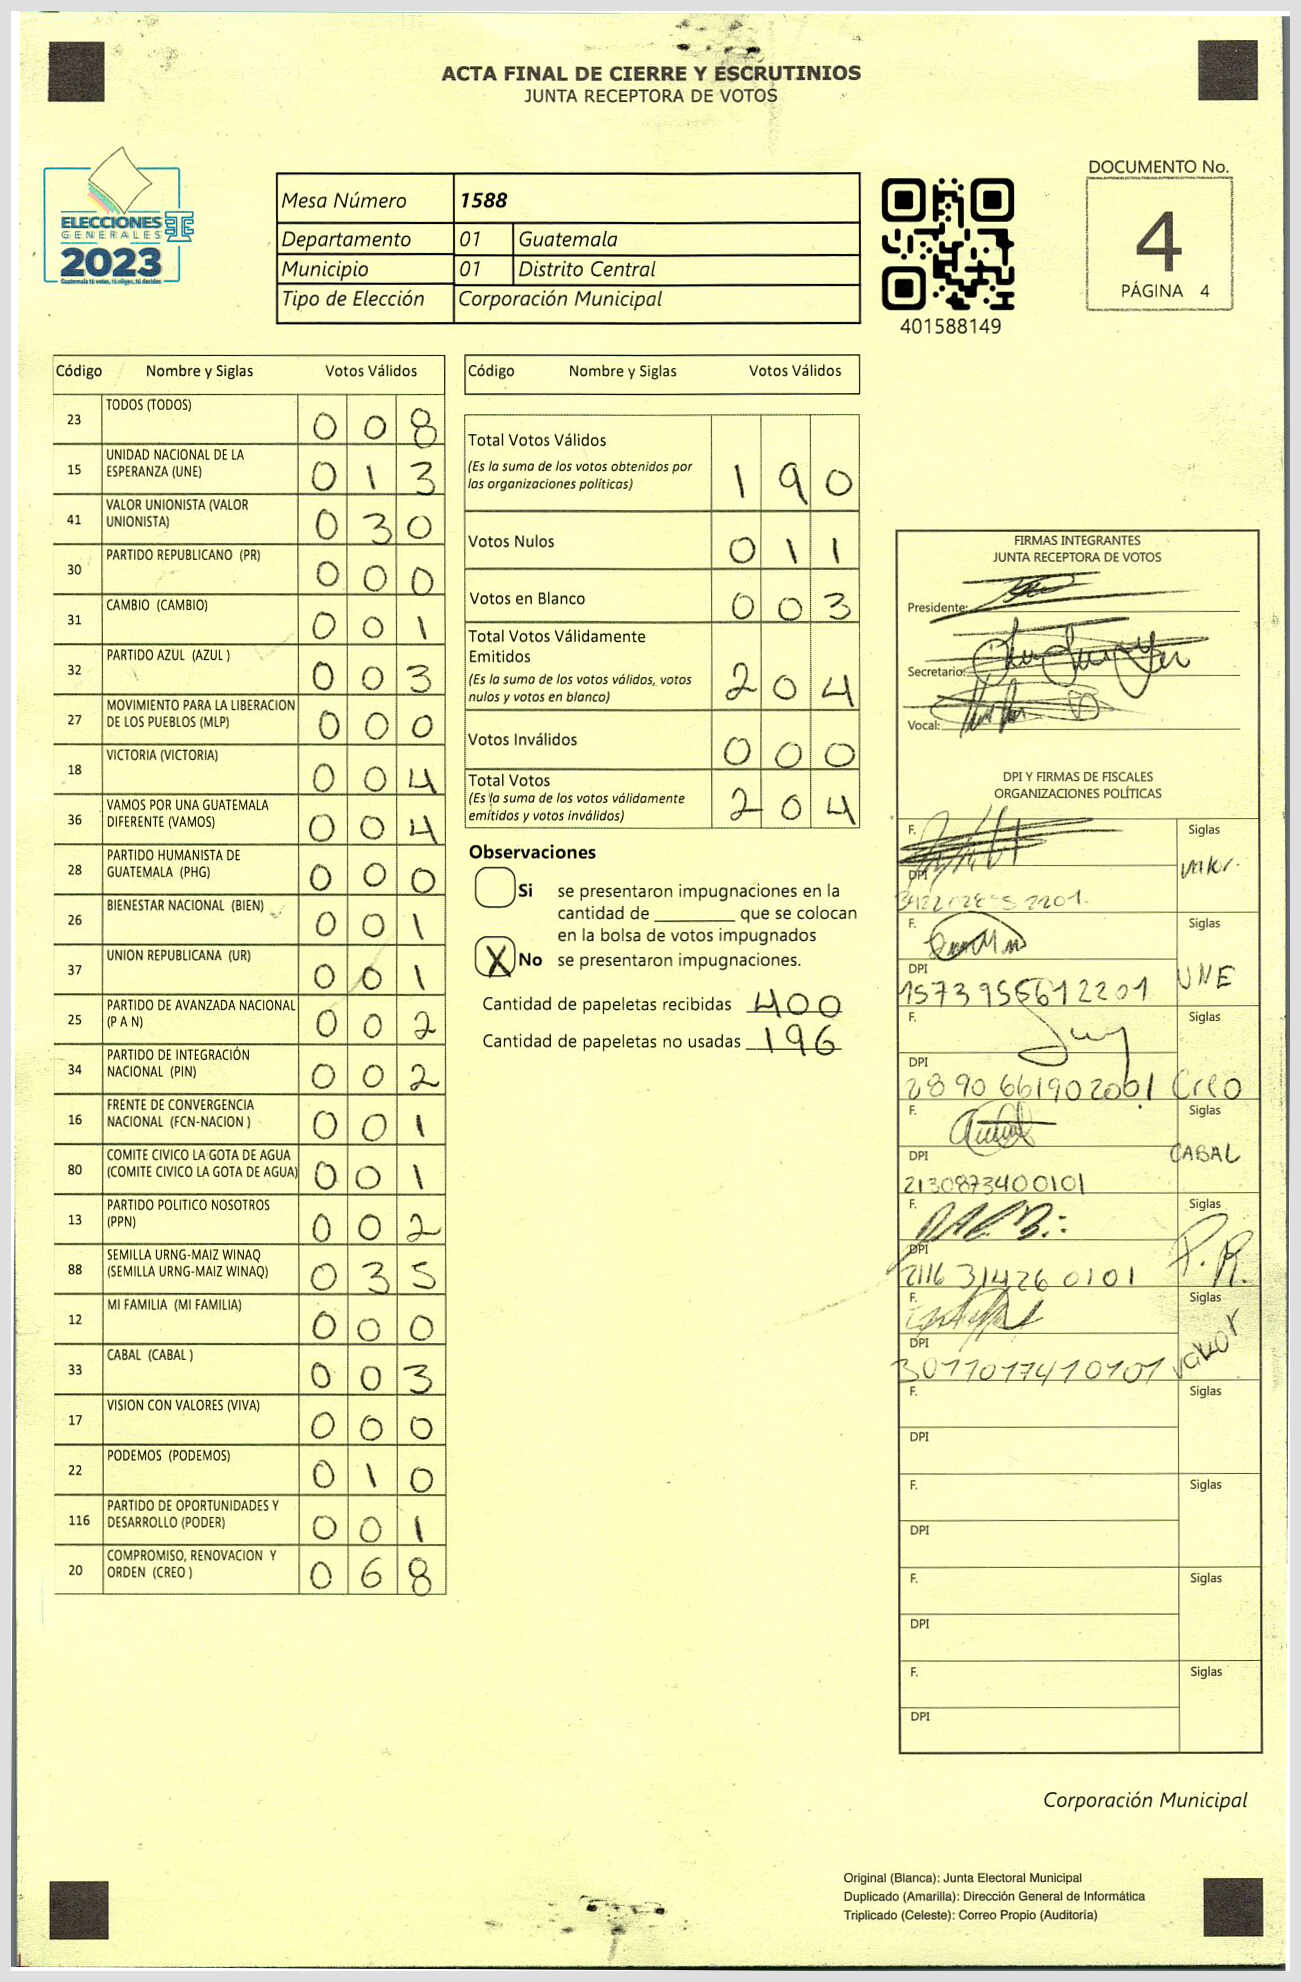 ACTA FINAL DE CIERRE Y ESCRUTINIOS
JUNTA RECEPTORA DE VOTOS
ELECCIONES
GENERALES
2023
Guatemala tú votas, tú eliges, tú decides
Mesa Número 1588
Departamento 01 Guatemala
Municipio 01 Distrito Central
Tipo de Elección Corporación Municipal
401588149
DOCUMENTO No.
4
PÁGINA 4
Código Nombre y Siglas Votos Válidos
23 TODOS (TODOS) 0 0 8
15 UNIDAD NACIONAL DE LA
ESPERANZA (UNE) 0 1 3
41 VALOR UNIONISTA (VALOR
UNIONISTA) 0 3 0
30 PARTIDO REPUBLICANO (PR) 0 0 0
31 CAMBIO (CAMBIO) 0 0 1
32 PARTIDO AZUL (AZUL ) 0 0 3
27 MOVIMIENTO PARA LA LIBERACION
DE LOS PUEBLOS (MLP) 0 0 0
18 VICTORIA (VICTORIA) 0 0 4
36 VAMOS POR UNA GUATEMALA
DIFERENTE (VAMOS) 0 0 4
28 PARTIDO HUMANISTA DE
GUATEMALA (PHG) 0 0 0
26 BIENESTAR NACIONAL (BIEN) 0 0 1
37 UNION REPUBLICANA (UR) 0 0 1
25 PARTIDO DE AVANZADA NACIONAL
(P A N) 0 0 2
34 PARTIDO DE INTEGRACIÓN
NACIONAL (PIN) 0 0 2
16 FRENTE DE CONVERGENCIA
NACIONAL (FCN-NACION ) 0 0 1
80 COMITE CIVICO LA GOTA DE AGUA
(COMITE CIVICO LA GOTA DE AGUA) 0 0 1
13 PARTIDO POLITICO NOSOTROS
(PPN) 0 0 2
88 SEMILLA URNG-MAIZ WINAQ
(SEMILLA URNG-MAIZ WINAQ) 0 3 5
12 MI FAMILIA (MI FAMILIA) 0 0 0
33 CABAL (CABAL ) 0 0 3
17 VISION CON VALORES (VIVA) 0 0 0
22 PODEMOS (PODEMOS) 0 1 0
116 PARTIDO DE OPORTUNIDADES Y
DESARROLLO (PODER) 0 0 1
20 COMPROMISO, RENOVACION Y
ORDEN (CREO ) 0 6 8
Código Nombre y Siglas Votos Válidos
Total Votos Válidos
(Es la suma de los votos obtenidos por
las organizaciones políticas) 1 9 0
Votos Nulos 0 1 1
Votos en Blanco 0 0 3
Total Votos Válidamente
Emitidos
(Es la suma de los votos válidos, votos
nulos y votos en blanco) 2 0 4
Votos Inválidos 0 0 0
Total Votos
(Es la suma de los votos válidamente
emitidos y votos inválidos) 2 0 4
Observaciones
Si se presentaron impugnaciones en la
cantidad de ________ que se colocan
en la bolsa de votos impugnados
X No se presentaron impugnaciones.
Cantidad de papeletas recibidas 400
Cantidad de papeletas no usadas 196
FIRMAS INTEGRANTES
JUNTA RECEPTORA DE VOTOS
Presidente:
Secretario:
Vocal:
DPI Y FIRMAS DE FISCALES
ORGANIZACIONES POLÍTICAS
F. Siglas
valor.
DPI
F. Siglas
UNE
DPI
1573955612201
F. Siglas
DPI
2890661902001 Creo
F. Siglas
DPI CABAL
2130873400101
F. Siglas
P.R.
DPI
2116314260101
F. Siglas
valor
DPI
3011017410101
F. Siglas
DPI
F. Siglas
DPI
F. Siglas
DPI
F. Siglas
DPI
Corporación Municipal
Original (Blanca): Junta Electoral Municipal
Duplicado (Amarilla): Dirección General de Informática
Triplicado (Celeste): Correo Propio (Auditoría)